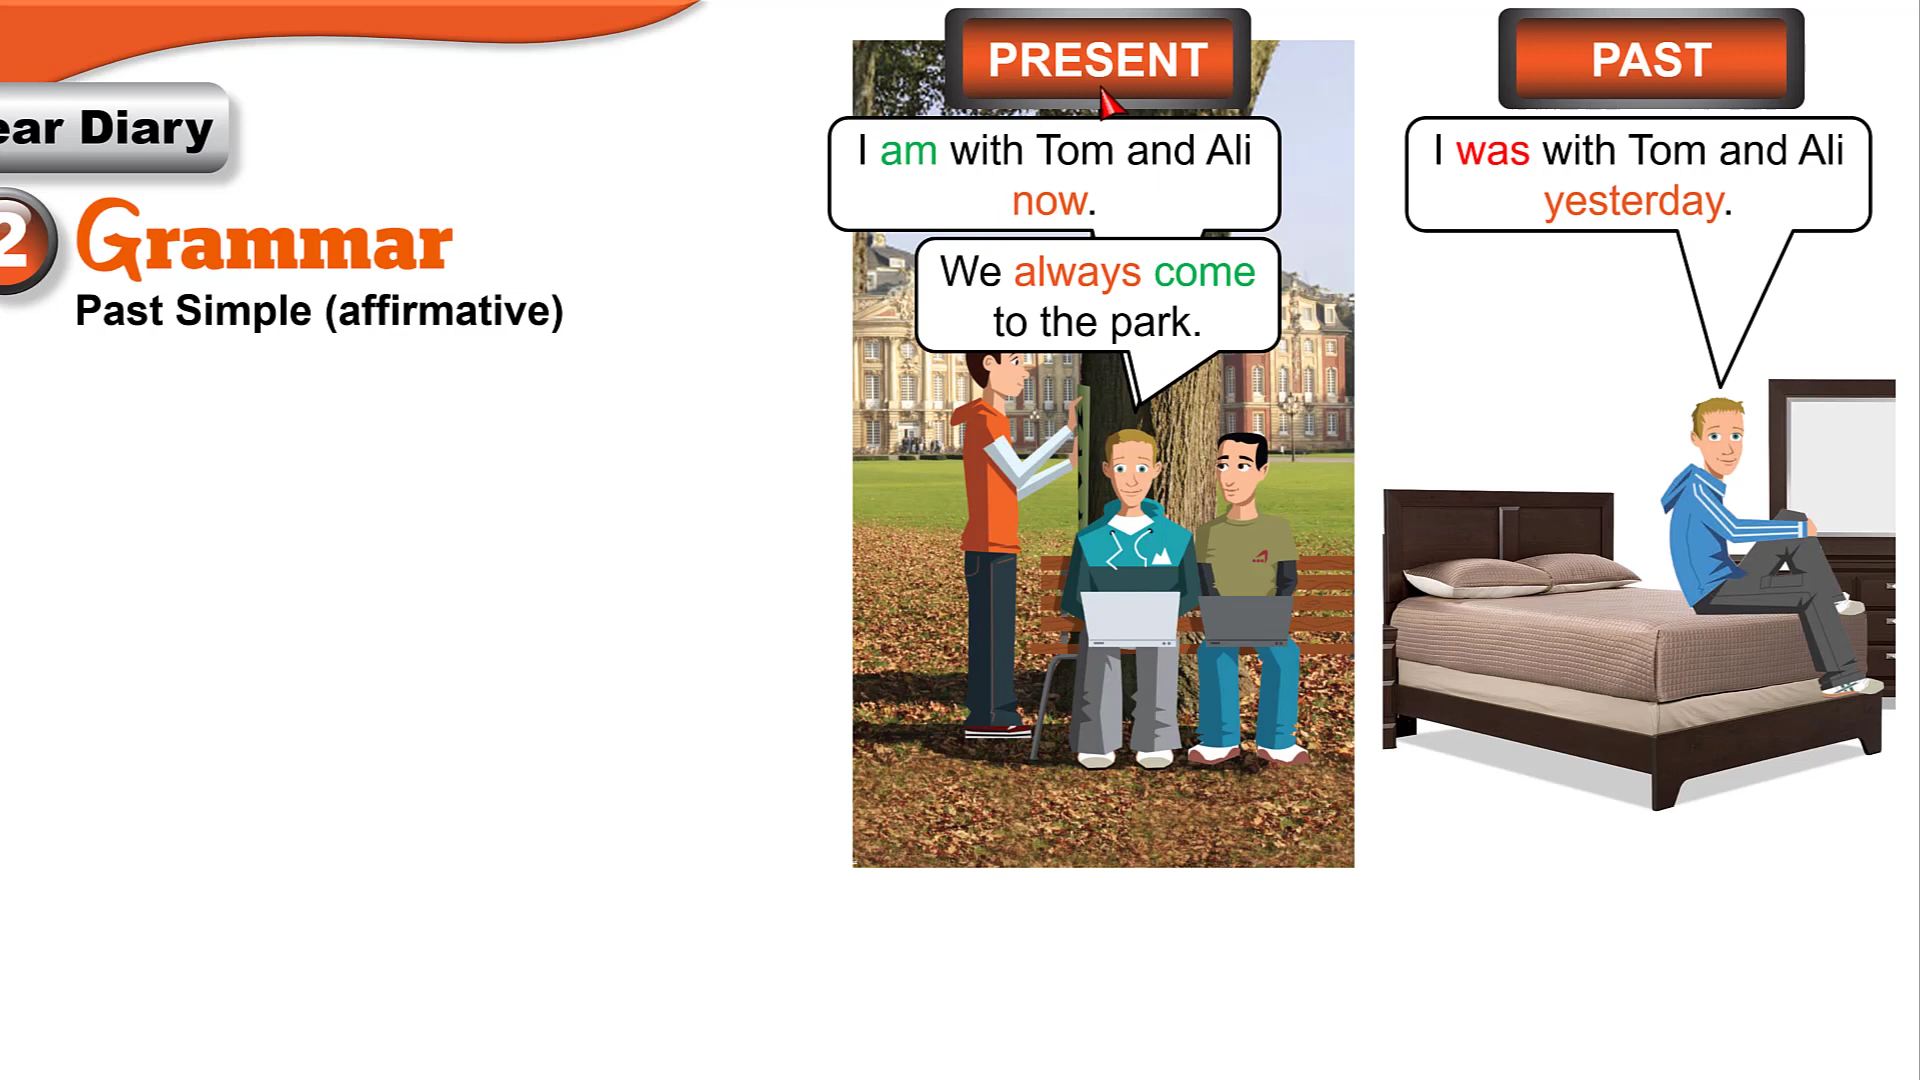 ear Diary
2
Grammar
Past Simple (affirmative)
PRESENT
I am with Tom and Ali
now.
We always come
to the park.
PAST
I was with Tom and Ali
yesterday.